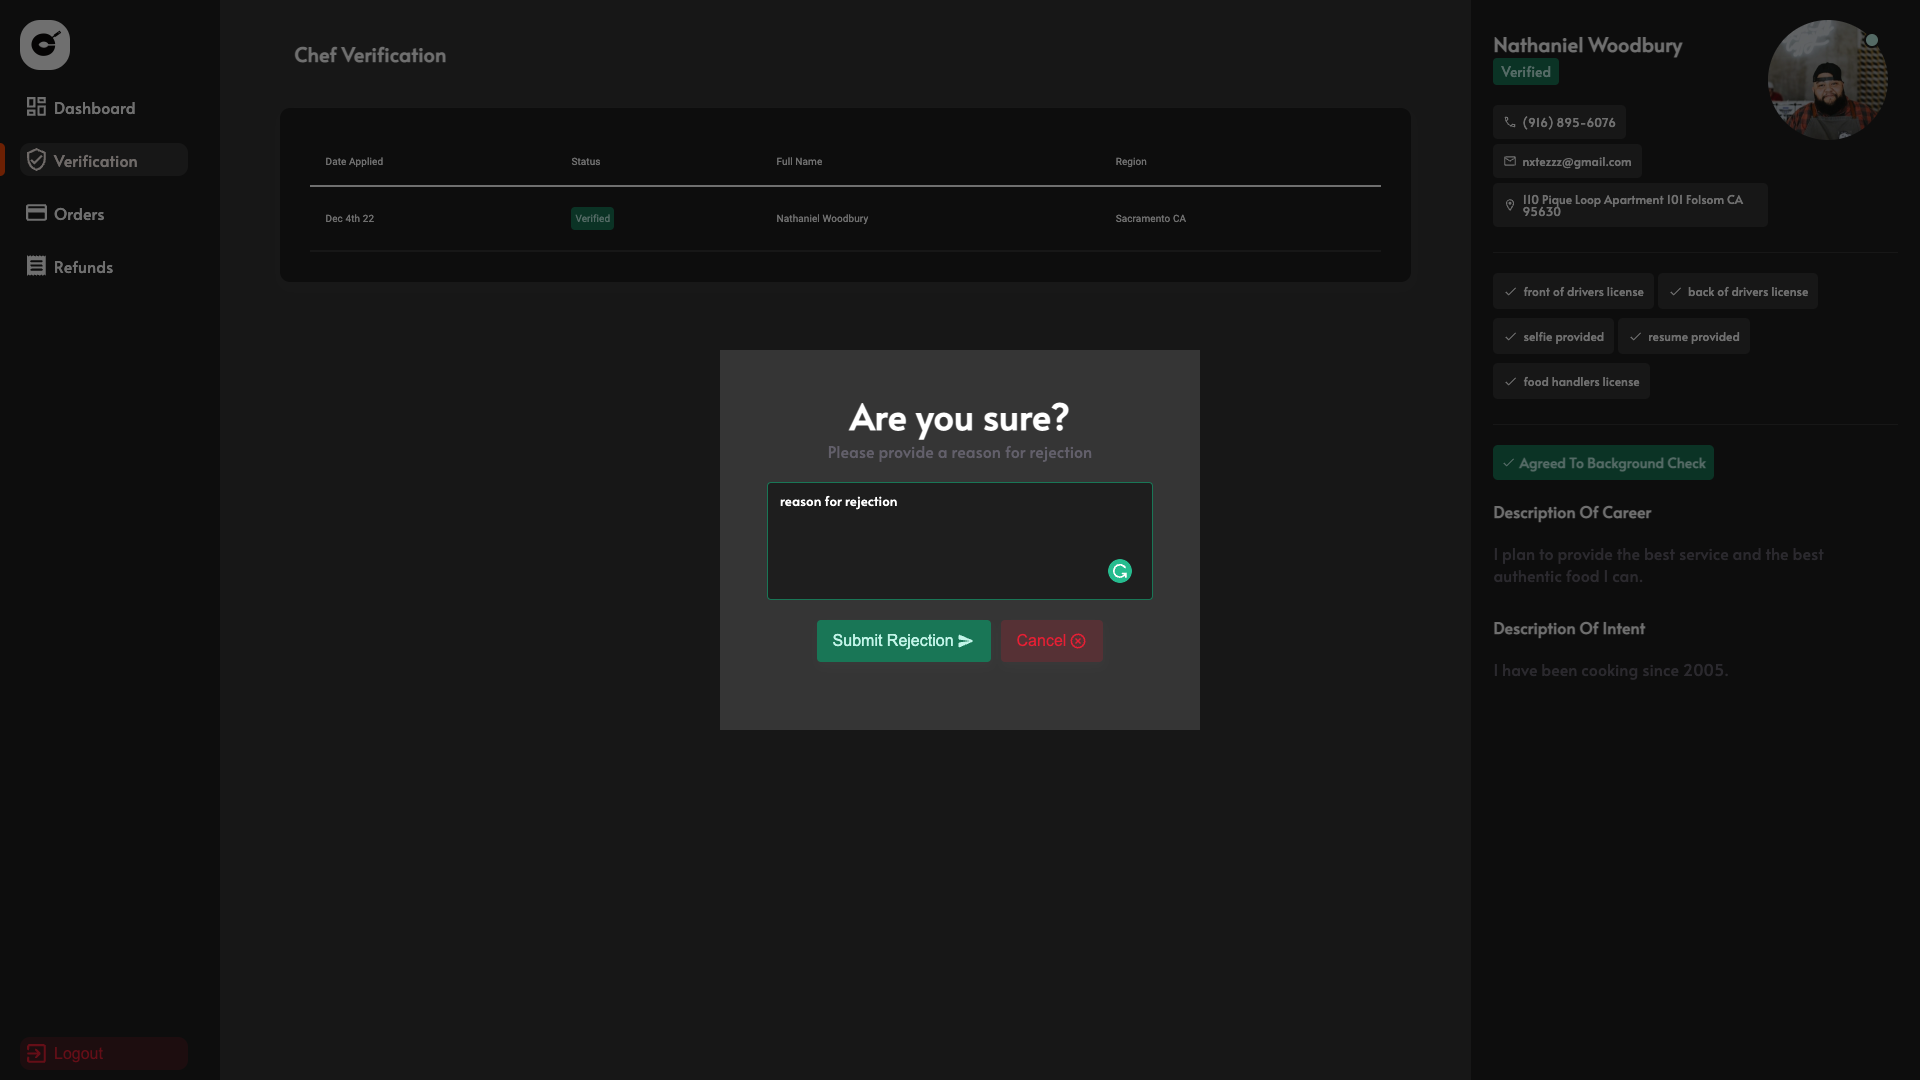 Dashboard
Verification
Orders
Refunds
Logout
Chef Verification
Date Applied Status Full Name Region
Dec 4th 22 Verified Nathaniel Woodbury Sacramento CA
Are you sure?
Please provide a reason for rejection
reason for rejection
Submit Rejection
Cancel
Nathaniel Woodbury
Verified
(916) 895-6076
nxtezzz@gmail.com
110 Pique Loop Apartment 101 Folsom CA
95630
front of drivers license
back of drivers license
selfie provided
resume provided
food handlers license
Agreed To Background Check
Description Of Career
I plan to provide the best service and the best
authentic food I can.
Description Of Intent
I have been cooking since 2005.